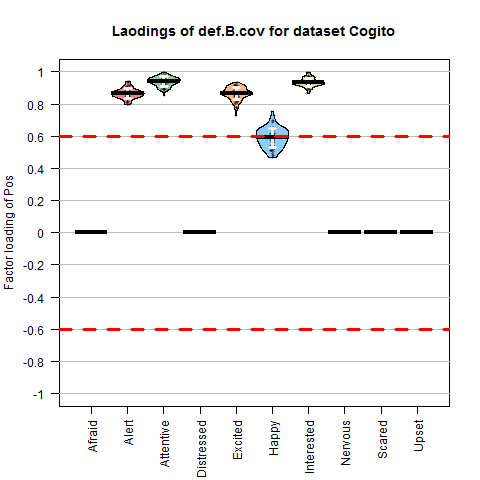 Laodings of def.B.cov for dataset Cogito
Factor loading of Pos
1
0.8
0.6
0.4
0.2
0
-0.2
-0.4
-0.6
-0.8
-1
Afraid
Alert
Attentive
Distressed
Excited
Happy
Interested
Nervous
Scared
Upset